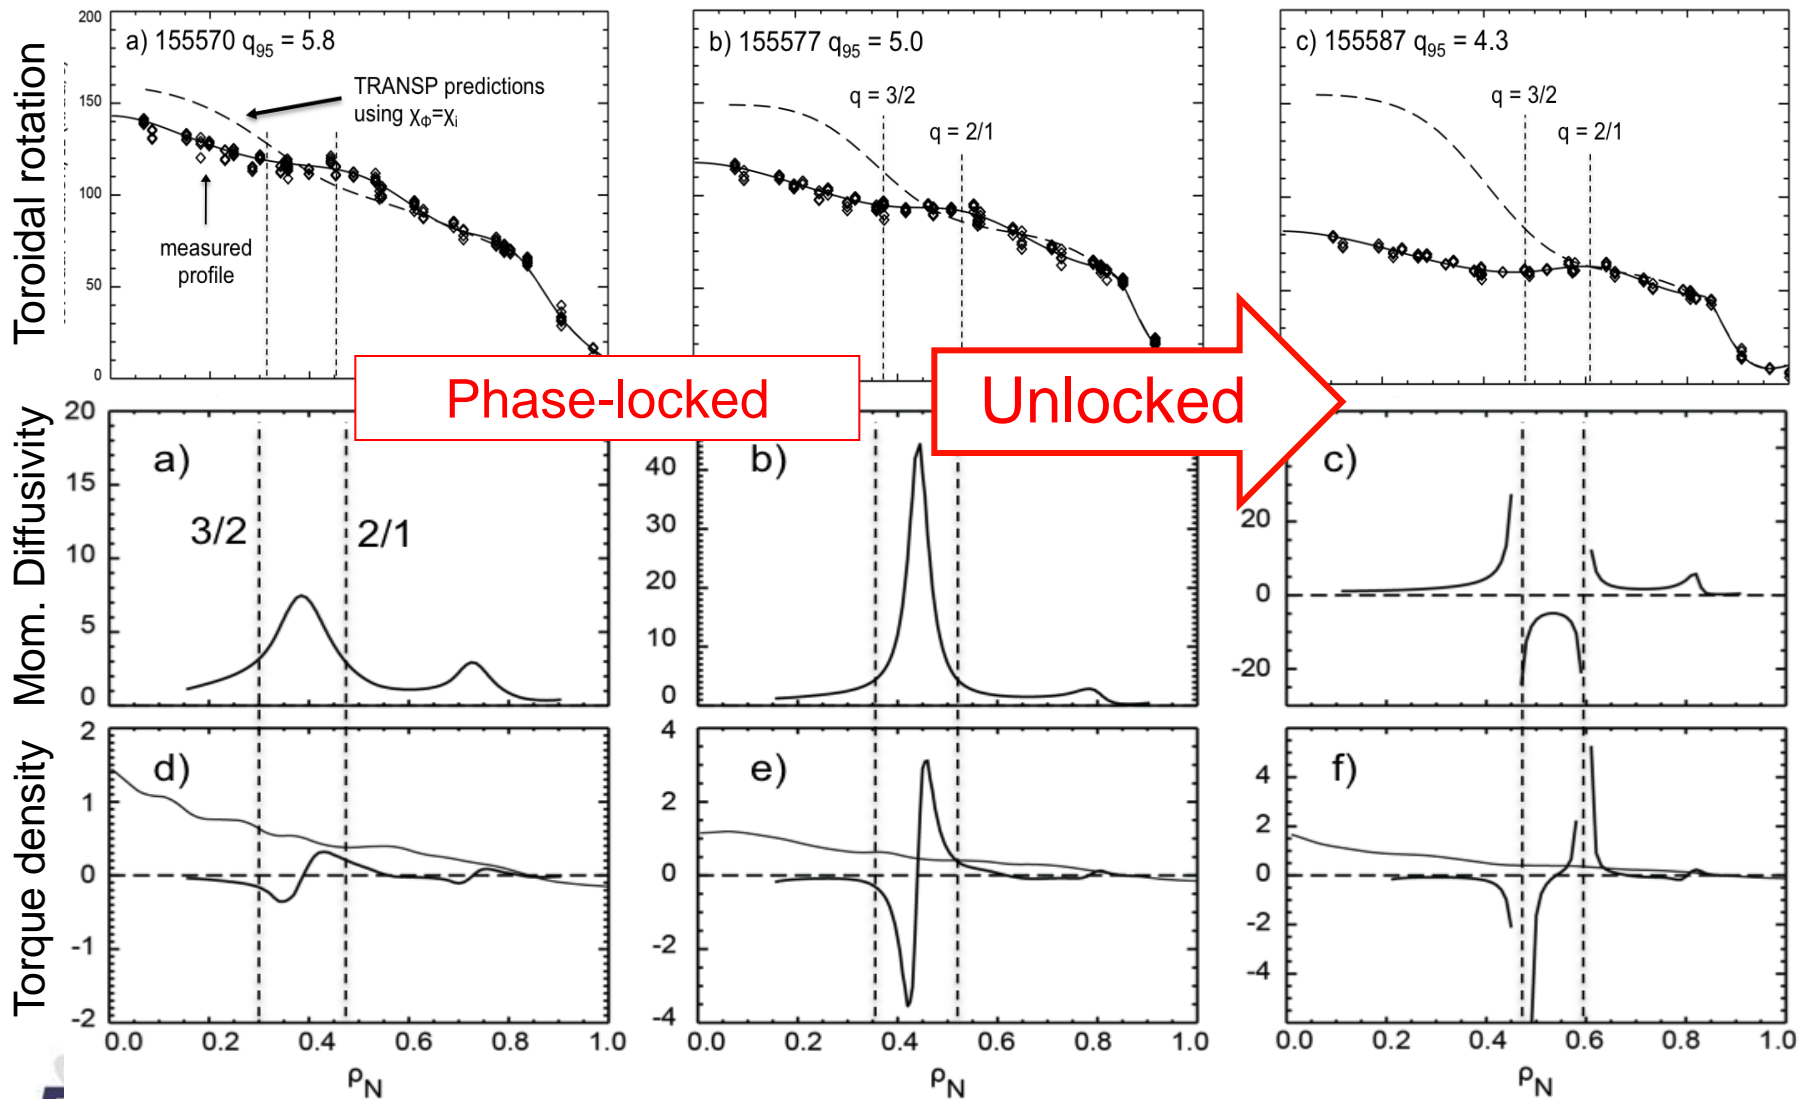 Toroidal rotation
200
150
100
50
0
a) 155570 q95 = 5.8
TRANSP predictions
using χΦ=χi
measured
profile
b) 155577 q95 = 5.0
q = 3/2
q = 2/1
c) 155587 q95 = 4.3
q = 3/2
q = 2/1
Phase-locked
Unlocked
Mom. Diffusivity
20
15
10
5
0
a)
3/2
2/1
40
30
20
10
0
b)
20
0
-20
c)
Torque density
2
1
0
-1
-2
d)
4
2
0
-2
-4
e)
4
2
0
-2
-4
f)
0.0 0.2 0.4 0.6 0.8 1.0
0.0 0.2 0.4 0.6 0.8 1.0
0.0 0.2 0.4 0.6 0.8 1.0
ρN
ρN
ρN